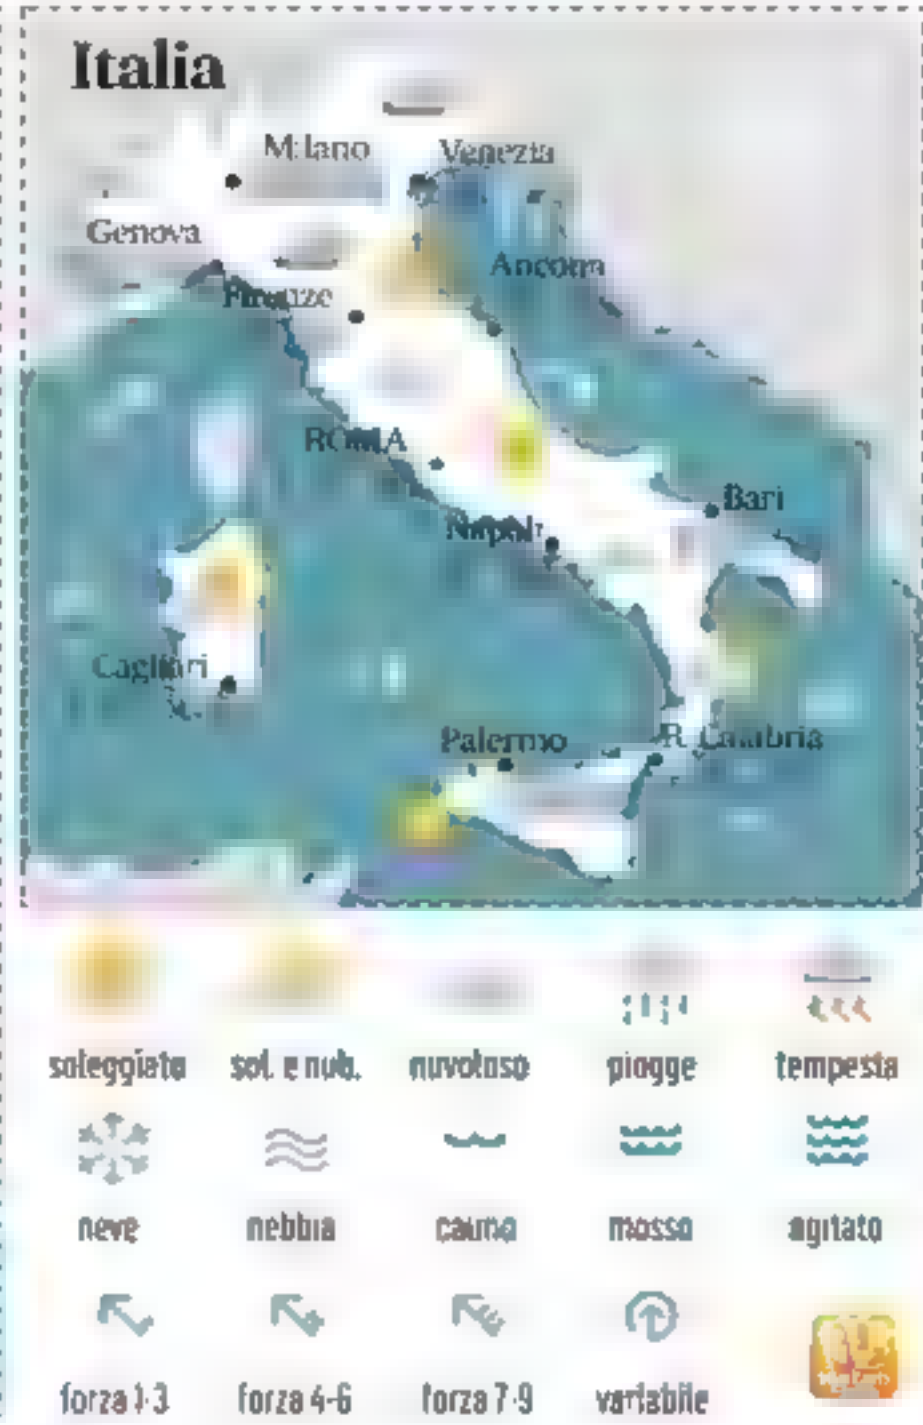 Italia
Milano
Venezia
Genova
Ancona
Firenze
ROMA
Bari
Napoli
Cagliari
Palermo
R. Calabria
soleggiato sol. e nub. nuvoloso piogge tempesta
neve nebbia calmo mosso agitato
forza 1-3 forza 4-6 forza 7-9 variabile